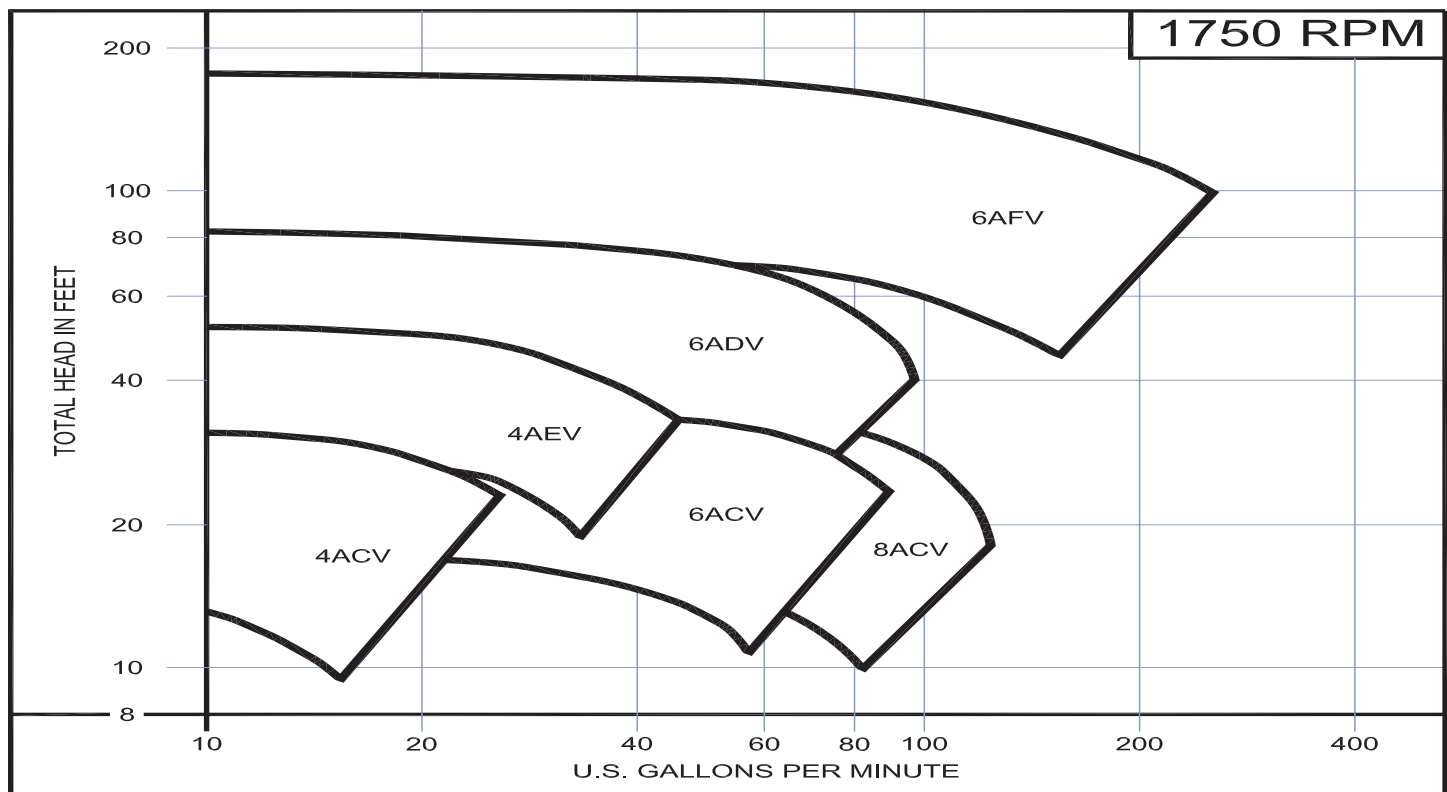 1750 RPM
200
100
80
60
40
20
10
8
TOTAL HEAD IN FEET
6AFV
6ADV
4AEV
6ACV
4ACV
8ACV
10 20 40 60 80 100 200 400
U.S. GALLONS PER MINUTE